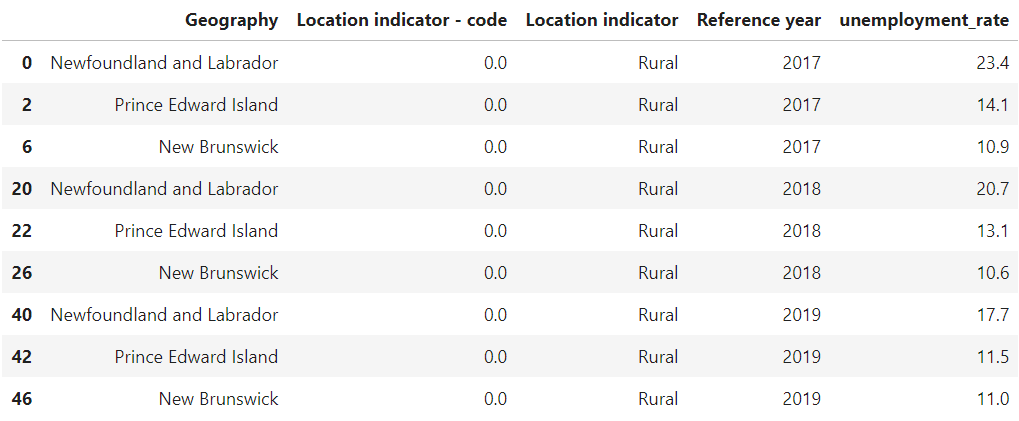 Geography Location indicator - code Location indicator Reference year unemployment_rate
0 Newfoundland and Labrador 0.0 Rural 2017 23.4
2 Prince Edward Island 0.0 Rural 2017 14.1
6 New Brunswick 0.0 Rural 2017 10.9
20 Newfoundland and Labrador 0.0 Rural 2018 20.7
22 Prince Edward Island 0.0 Rural 2018 13.1
26 New Brunswick 0.0 Rural 2018 10.6
40 Newfoundland and Labrador 0.0 Rural 2019 17.7
42 Prince Edward Island 0.0 Rural 2019 11.5
46 New Brunswick 0.0 Rural 2019 11.0